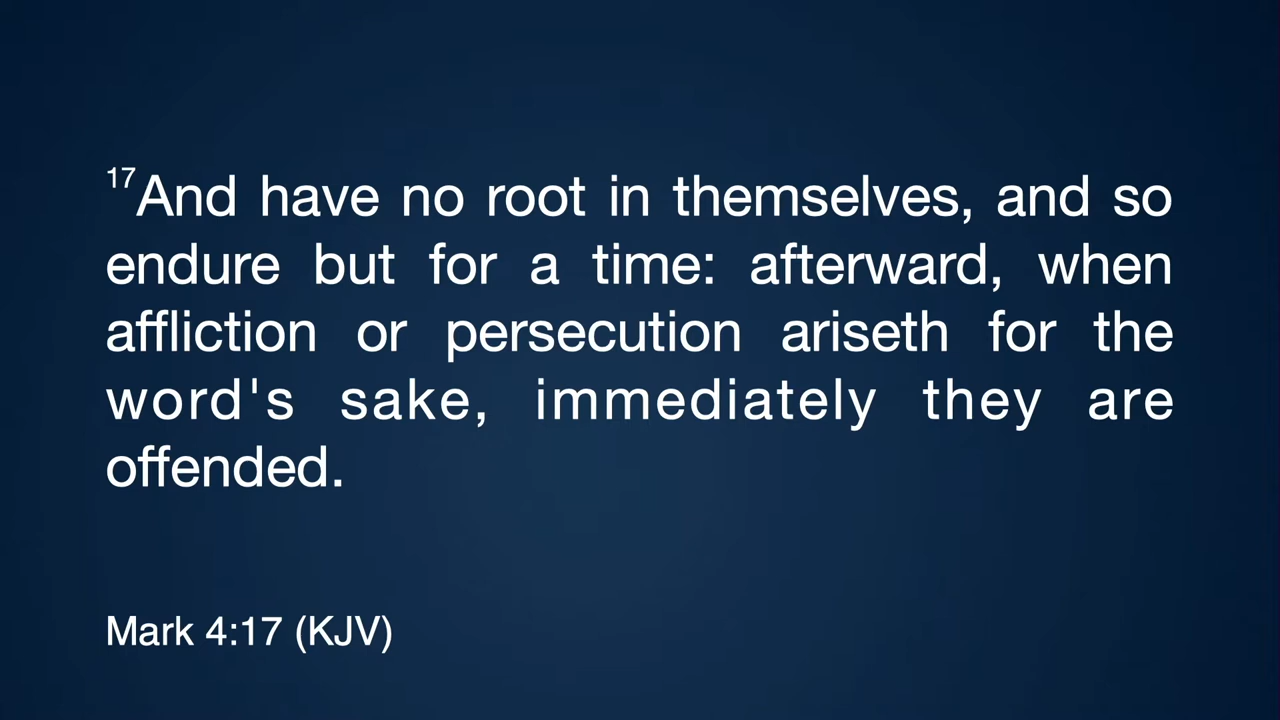 17And have no root in themselves, and so
endure but for a time: afterward, when
affliction or persecution ariseth for the
word's sake, immediately they are
offended.
Mark 4:17 (KJV)